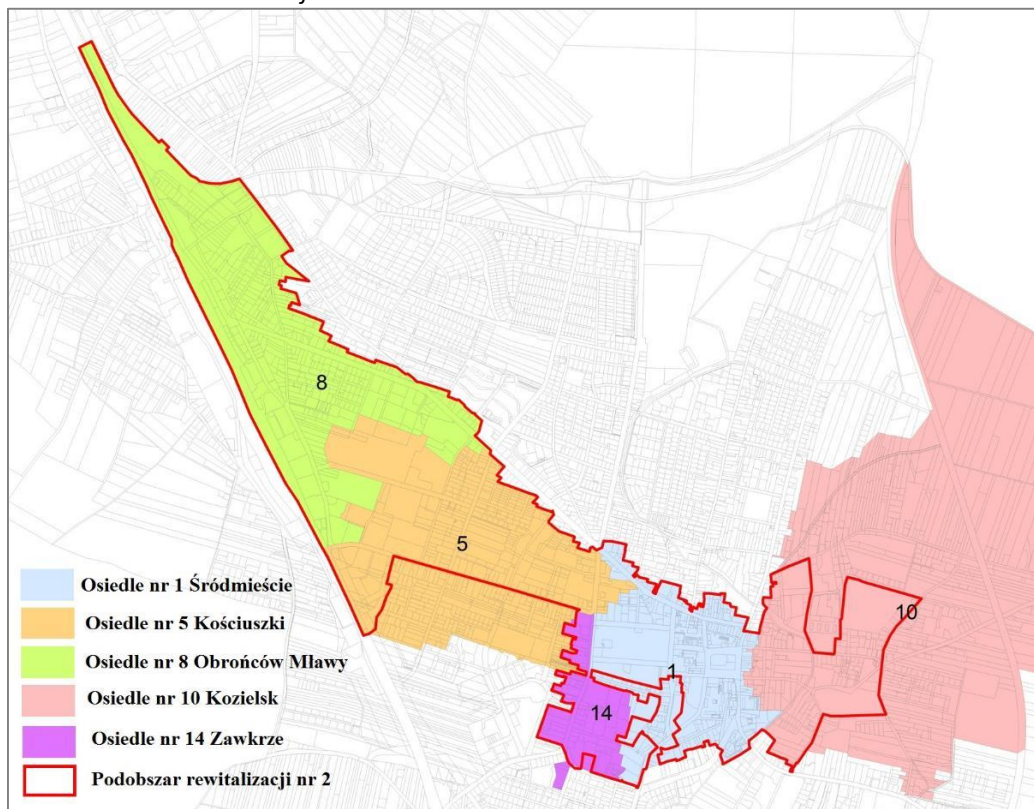 8
5
10
1
14
Osiedle nr 1 Śródmieście
Osiedle nr 5 Kościuszki
Osiedle nr 8 Obrońców Mławy
Osiedle nr 10 Kozielsk
Osiedle nr 14 Zawkrze
Podobszar rewitalizacji nr 2